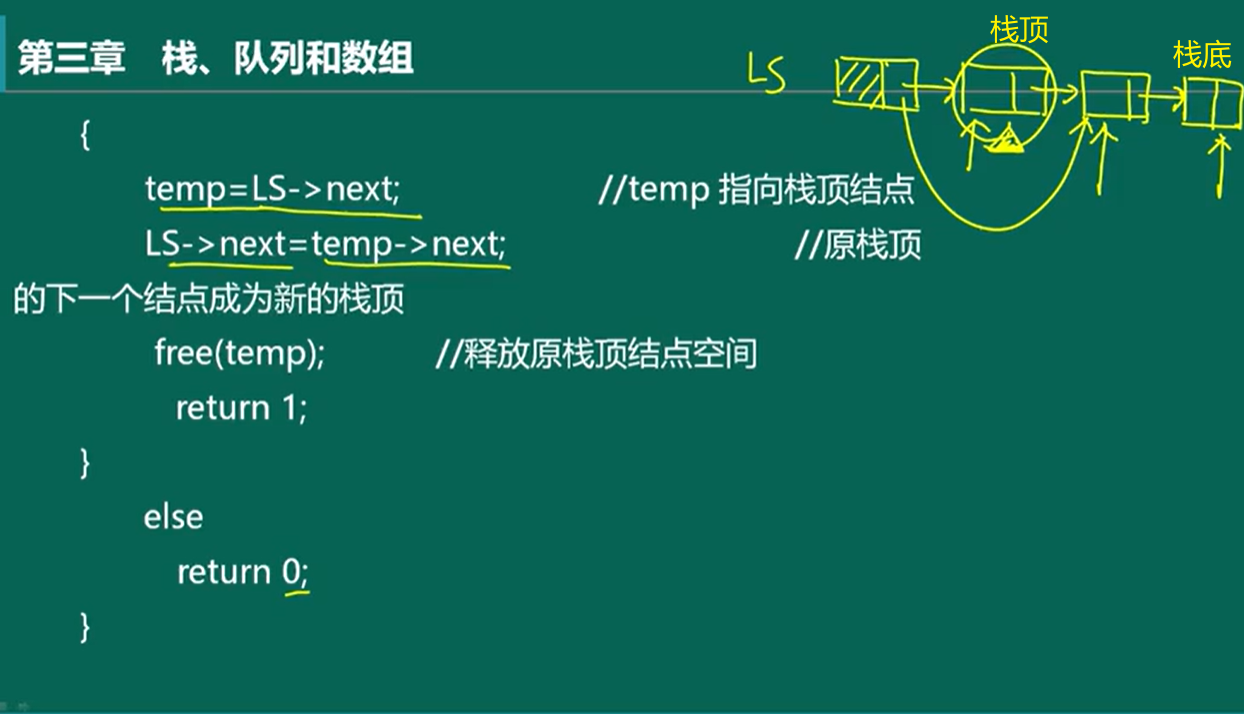 栈顶
栈底
第三章 栈、队列和数组
LS
{
temp=LS->next; //temp 指向栈顶结点
LS->next=temp->next; //原栈顶
的下一个结点成为新的栈顶
free(temp); //释放原栈顶结点空间
return 1;
}
else
return 0;
}